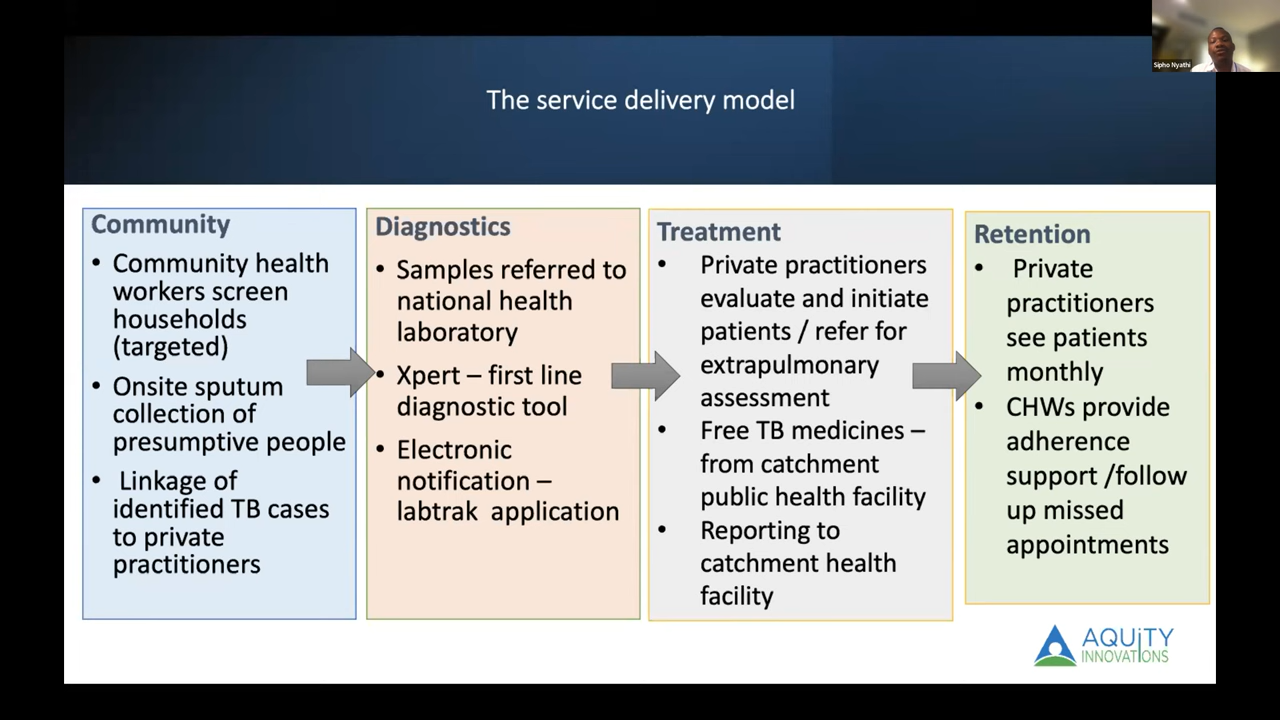 Sipho Nyathi
The service delivery model
Community
• Community health
workers screen
households
(targeted)
• Onsite sputum
collection of
presumptive people
• Linkage of
identified TB cases
to private
practitioners
Diagnostics
• Samples referred to
national health
laboratory
• Xpert – first line
diagnostic tool
• Electronic
notification –
labtrak application
Treatment
• Private practitioners
evaluate and initiate
patients / refer for
extrapulmonary
assessment
• Free TB medicines –
from catchment
public health facility
• Reporting to
catchment health
facility
Retention
• Private
practitioners
see patients
monthly
• CHWs provide
adherence
support /follow
up missed
appointments
AQUiTY
INNOVATIONS